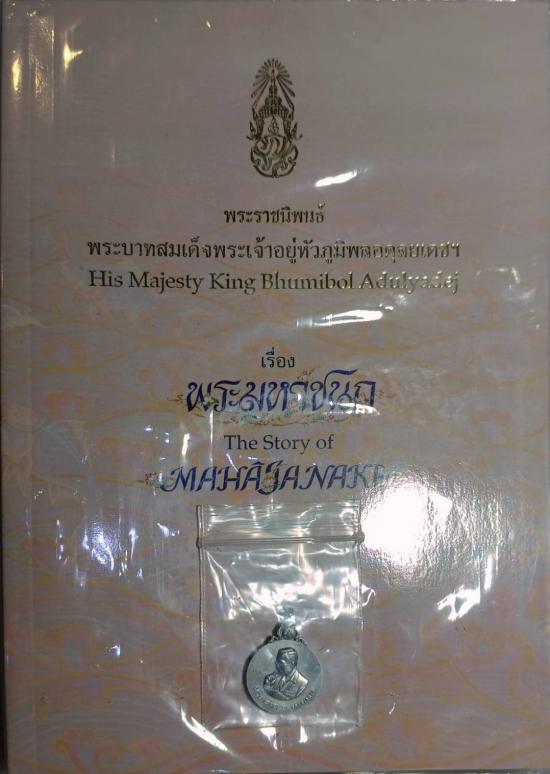 พระราชนิพนธ์
พระบาทสมเด็จพระเจ้าอยู่หัวภูมิพลอดุลยเดชฯ
His Majesty King Bhumibol Adulyadej
เรื่อง
พระมหาชนก
The Story of
MAHĀJANAKA